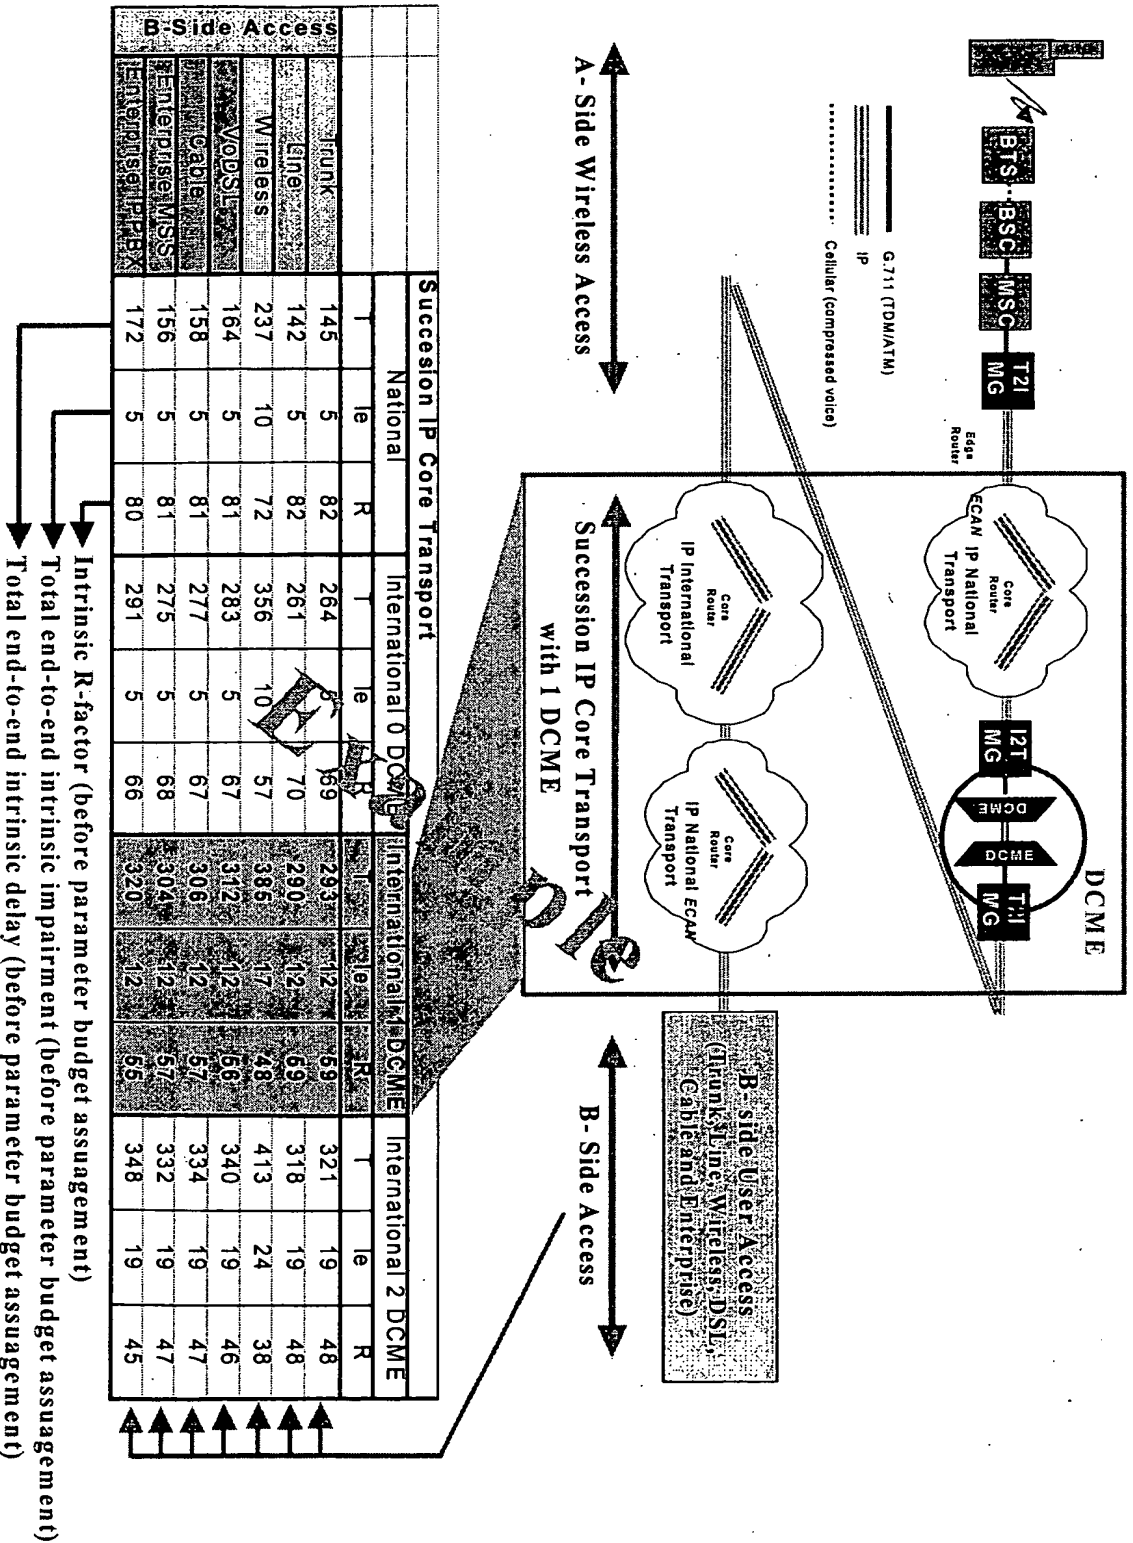 BTS
BSC
MSC
T2I
MG
Edge
Router
ECAN IP National
Transport
Core
Router
I2T
MG
DCME
DCME
MG
DCME
G.711 (TDM/ATM)
IP
Cellular (compressed voice)
IP International
Transport
Core
Router
IP National ECAN
Transport
Core
Router
B- side User Access
(Trunk, Line, Wireless, DSL,
Cable and Enterprise)
A- Side Wireless Access
Succession IP Core Transport
with 1 DCME
B- Side Access
Example
Succesion IP Core Transport
National International 0 DCME International 1 DCME International 2 DCME
T Ie R T Ie R T Ie R T Ie R
B-Side Access
Trunk 145 5 82 264 5 69 293 12 59 321 19 48
Line 142 5 82 261 5 70 290 12 59 318 19 48
Wireless 237 10 72 356 10 57 385 17 48 413 24 38
VoDSL 164 5 81 283 5 67 312 12 56 340 19 46
Cable 158 5 81 277 5 67 306 12 57 334 19 47
Enterprise MSS 156 5 81 275 5 68 304 12 57 332 19 47
Enterprise IPPBX 172 5 80 291 5 66 320 12 55 348 19 45
Intrinsic R-factor (before parameter budget assuagement)
Total end-to-end intrinsic impairment (before parameter budget assuagement)
Total end-to-end intrinsic delay (before parameter budget assuagement)